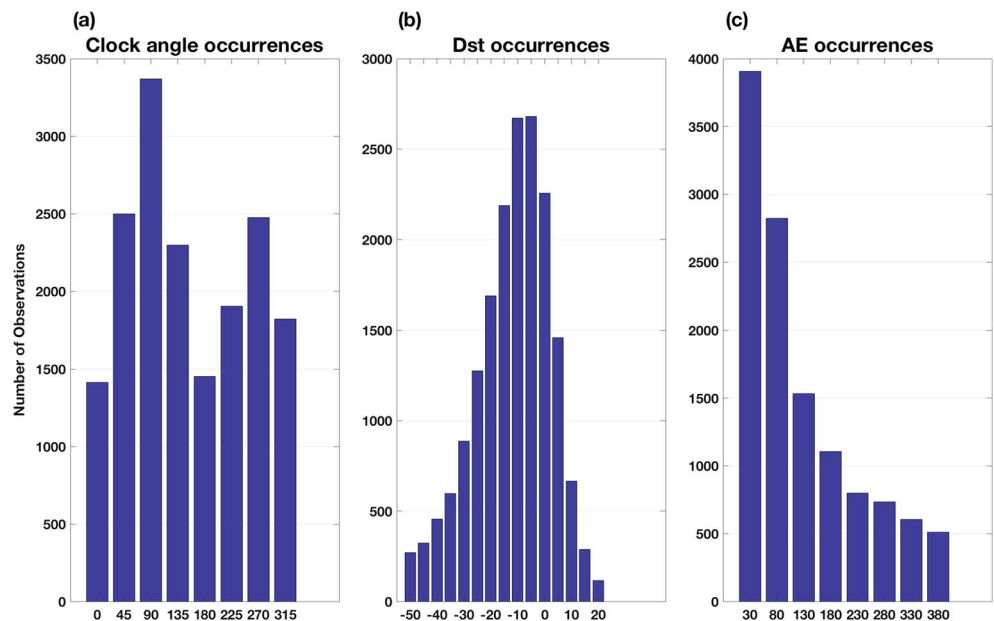 (a)
Clock angle occurrences
Number of Observations
3500
3000
2500
2000
1500
1000
500
0
0 45 90 135 180 225 270 315
(b)
Dst occurrences
3000
2500
2000
1500
1000
500
0
-50 -40 -30 -20 -10 0 10 20
(c)
AE occurrences
4000
3500
3000
2500
2000
1500
1000
500
0
30 80 130 180 230 280 330 380